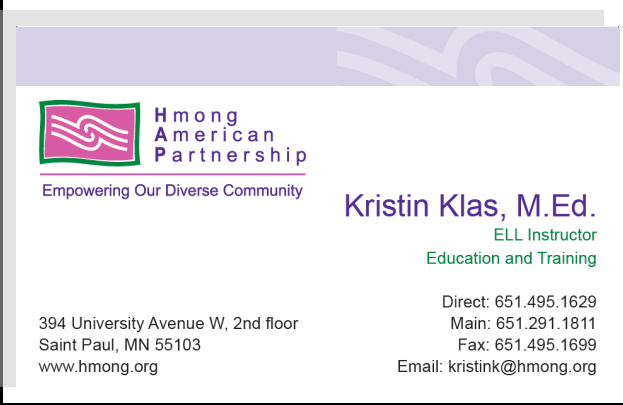 Hmong
American
Partnership
Empowering Our Diverse Community
Kristin Klas, M.Ed.
ELL Instructor
Education and Training
394 University Avenue W, 2nd floor
Saint Paul, MN 55103
www.hmong.org
Direct: 651.495.1629
Main: 651.291.1811
Fax: 651.495.1699
Email: kristink@hmong.org